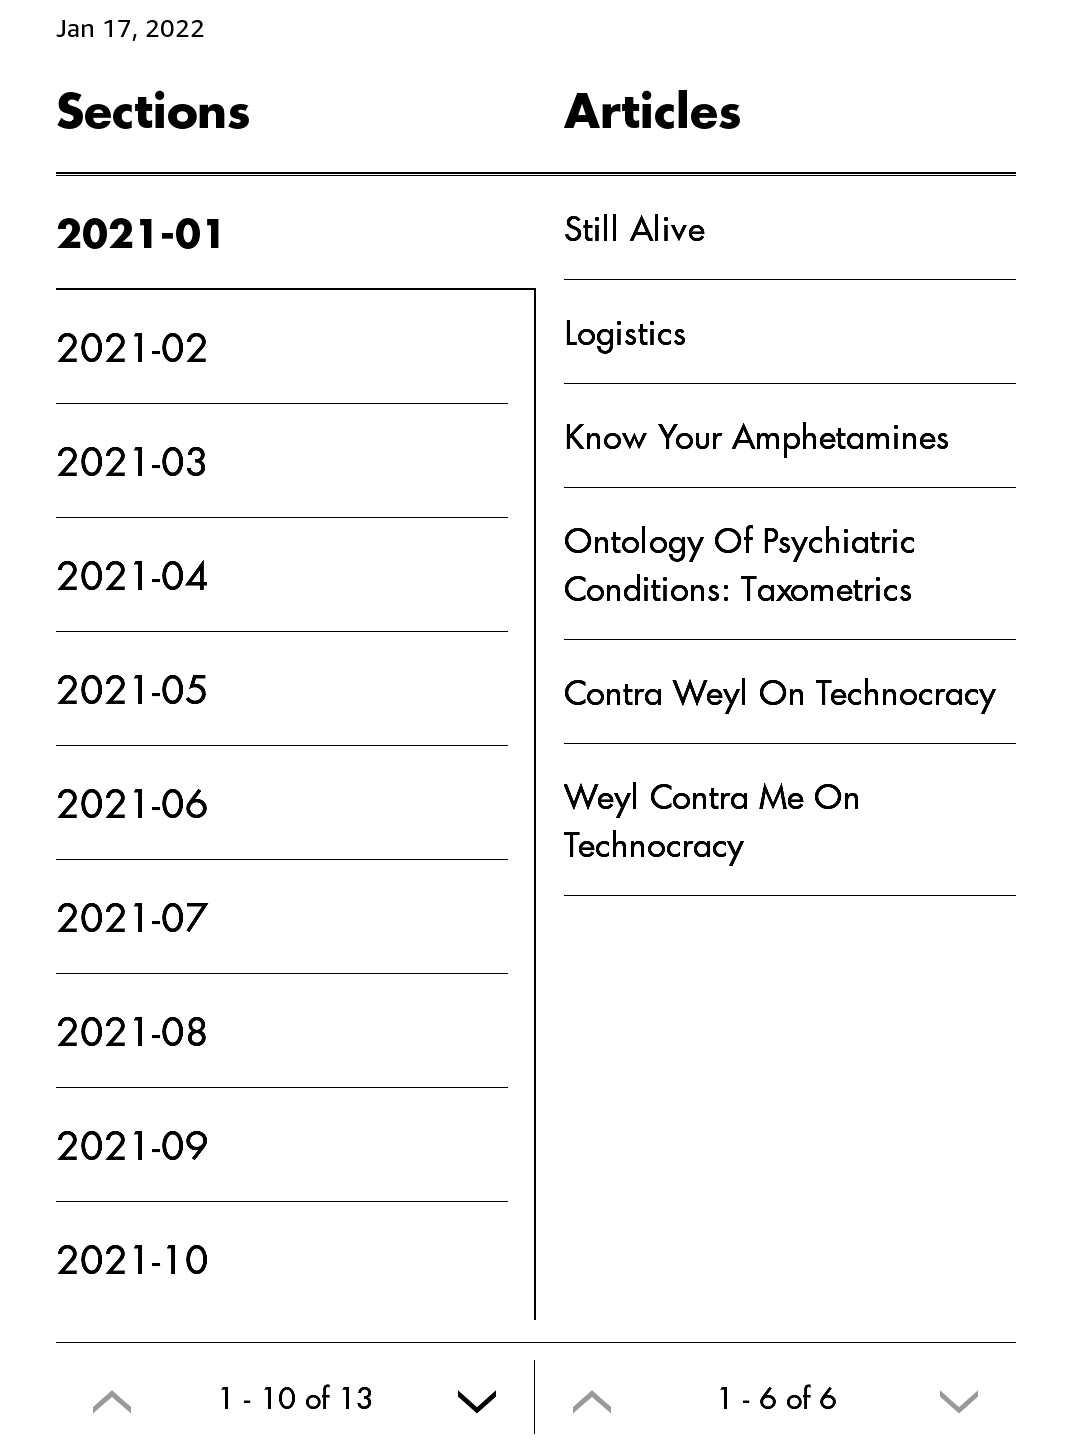 Jan 17, 2022
Sections
Articles
2021-01
2021-02
2021-03
2021-04
2021-05
2021-06
2021-07
2021-08
2021-09
2021-10
Still Alive
Logistics
Know Your Amphetamines
Ontology Of Psychiatric
Conditions: Taxometrics
Contra Weyl On Technocracy
Weyl Contra Me On
Technocracy
1 - 10 of 13
1 - 6 of 6